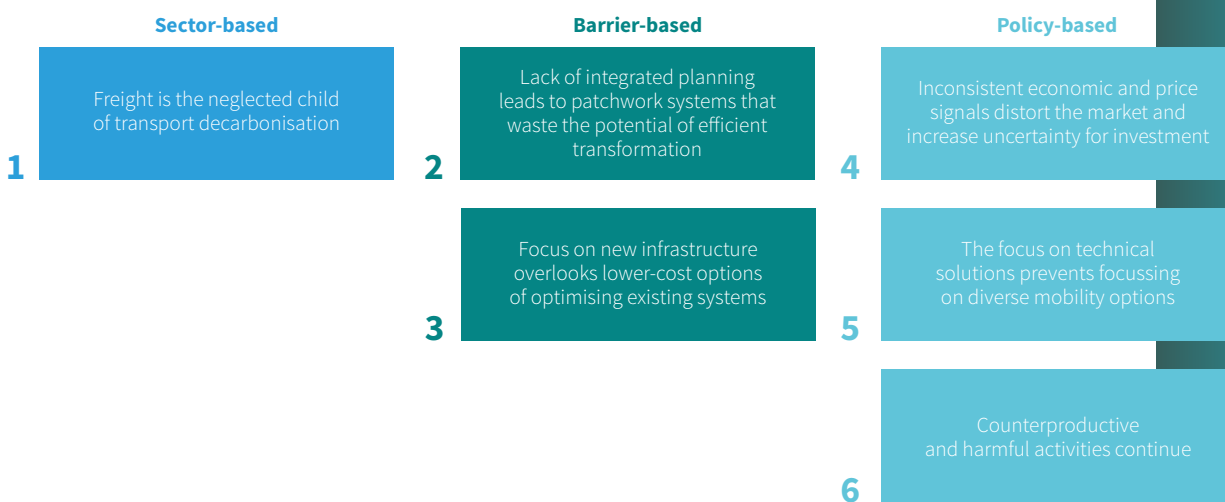 Sector-based
Freight is the neglected child
of transport decarbonisation
1
Barrier-based
Lack of integrated planning
leads to patchwork systems that
waste the potential of efficient
transformation
2
Focus on new infrastructure
overlooks lower-cost options
of optimising existing systems
3
Policy-based
Inconsistent economic and price
signals distort the market and
increase uncertainty for investment
4
The focus on technical
solutions prevents focussing
on diverse mobility options
5
Counterproductive
and harmful activities continue
6